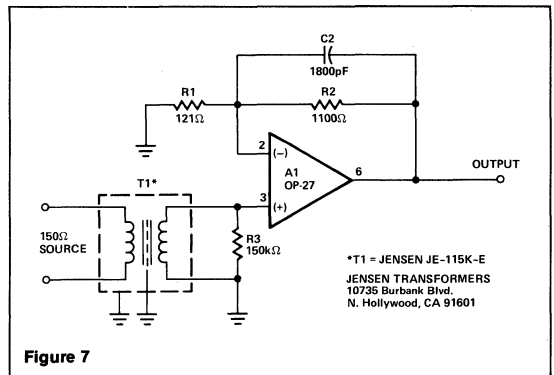 C2
1800pF
R1
121Ω
R2
1100Ω
2
(−)
A1
OP-27
6
OUTPUT
3
(+)
T1*
150Ω
SOURCE
R3
150kΩ
*T1 = JENSEN JE-115K-E
JENSEN TRANSFORMERS
10735 Burbank Blvd.
N. Hollywood, CA 91601
Figure 7